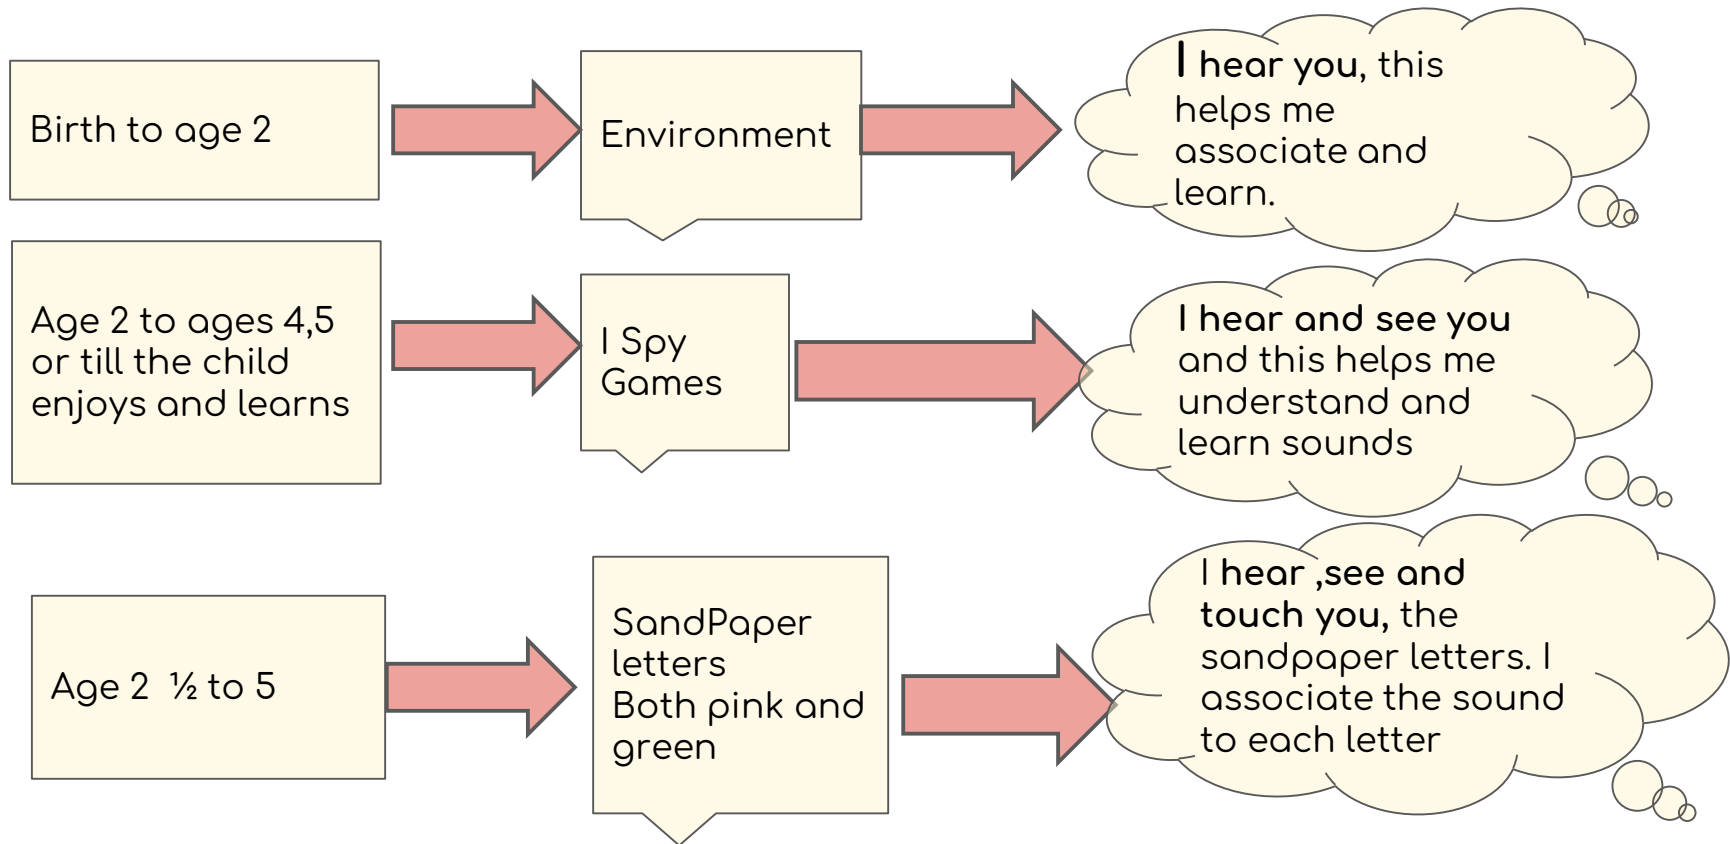 Birth to age 2
Environment
I hear you, this
helps me
associate and
learn.
Age 2 to ages 4,5
or till the child
enjoys and learns
I Spy
Games
I hear and see you
and this helps me
understand and
learn sounds
Age 2 ½ to 5
SandPaper
letters
Both pink and
green
I hear ,see and
touch you, the
sandpaper letters. I
associate the sound
to each letter